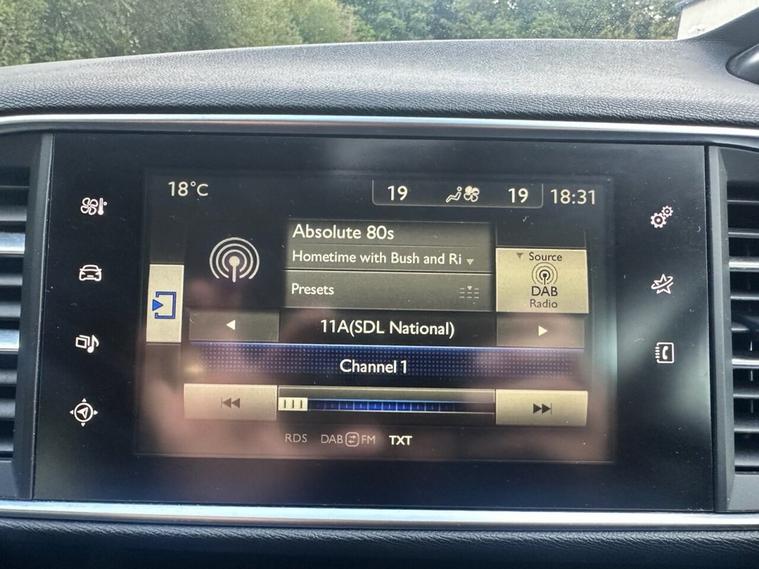 18°C
19
19
18:31
Absolute 80s
Hometime with Bush and Ri
Source
DAB
Radio
Presets
11A(SDL National)
Channel 1
RDS DAB FM TXT